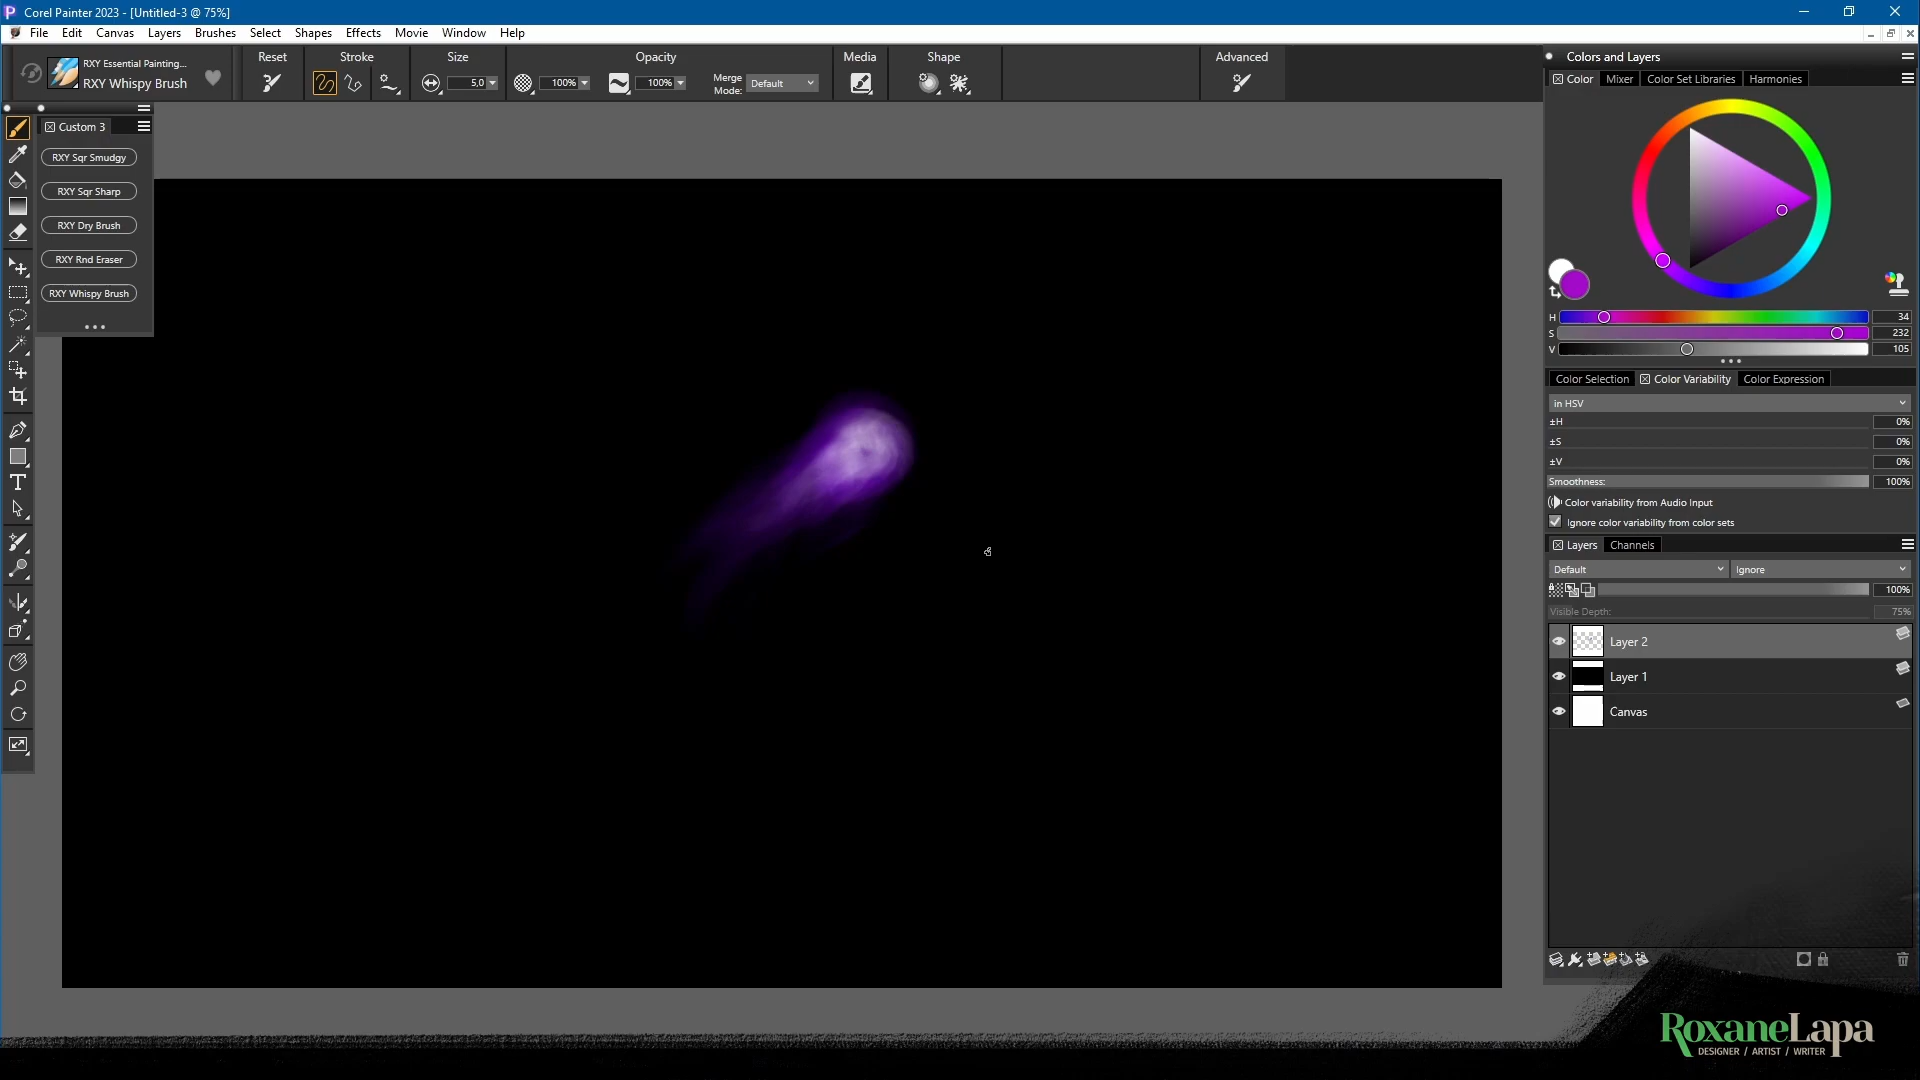 Corel Painter 2023 - [Untitled-3 @ 75%]
File Edit Canvas Layers Brushes Select Shapes Effects Movie Window Help
RXY Essential Painting...
RXY Whispy Brush
Reset
Stroke
Size
5,0
Opacity
100%
100%
Merge
Mode:
Default
Media
Shape
Advanced
Custom 3
RXY Sqr Smudgy
RXY Sqr Sharp
RXY Dry Brush
RXY Rnd Eraser
RXY Whispy Brush
T
Colors and Layers
Color Mixer Color Set Libraries Harmonies
H 34
S 232
V 105
Color Selection Color Variability Color Expression
in HSV
±H 0%
±S 0%
±V 0%
Smoothness: 100%
Color variability from Audio Input
Ignore color variability from color sets
Layers Channels
Default Ignore
100%
Visible Depth: 75%
Layer 2
Layer 1
Canvas
RoxaneLapa
DESIGNER / ARTIST / WRITER